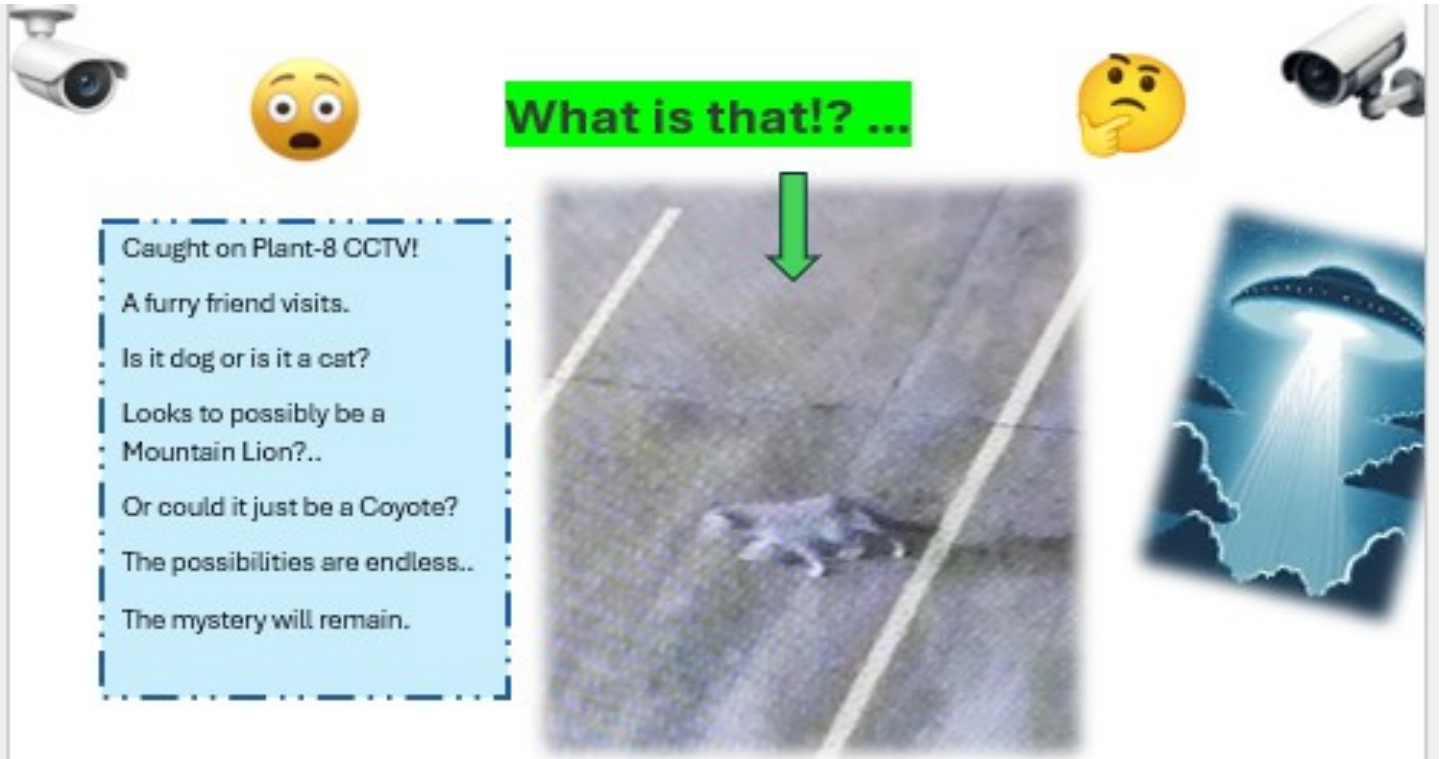 What is that!? ...
Caught on Plant-8 CCTV!
A furry friend visits.
Is it dog or is it a cat?
Looks to possibly be a
Mountain Lion?..
Or could it just be a Coyote?
The possibilities are endless..
The mystery will remain.